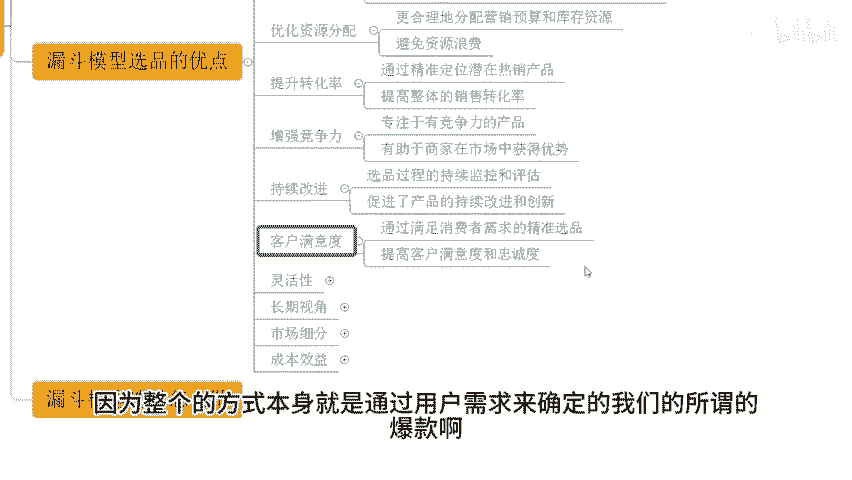 bilibili
优化资源分配
更合理地分配营销预算和库存资源
避免资源浪费
漏斗模型选品的优点
提升转化率
通过精准定位潜在热销产品
提高整体的销售转化率
增强竞争力
专注于有竞争力的产品
有助于商家在市场中获得优势
持续改进
选品过程的持续监控和评估
促进了产品的持续改进和创新
客户满意度
通过满足消费者需求的精准选品
提高客户满意度和忠诚度
灵活性
长期视角
市场细分
成本效益
漏斗
因为整个的方式本身就是通过用户需求来确定的我们的所谓的
爆款啊